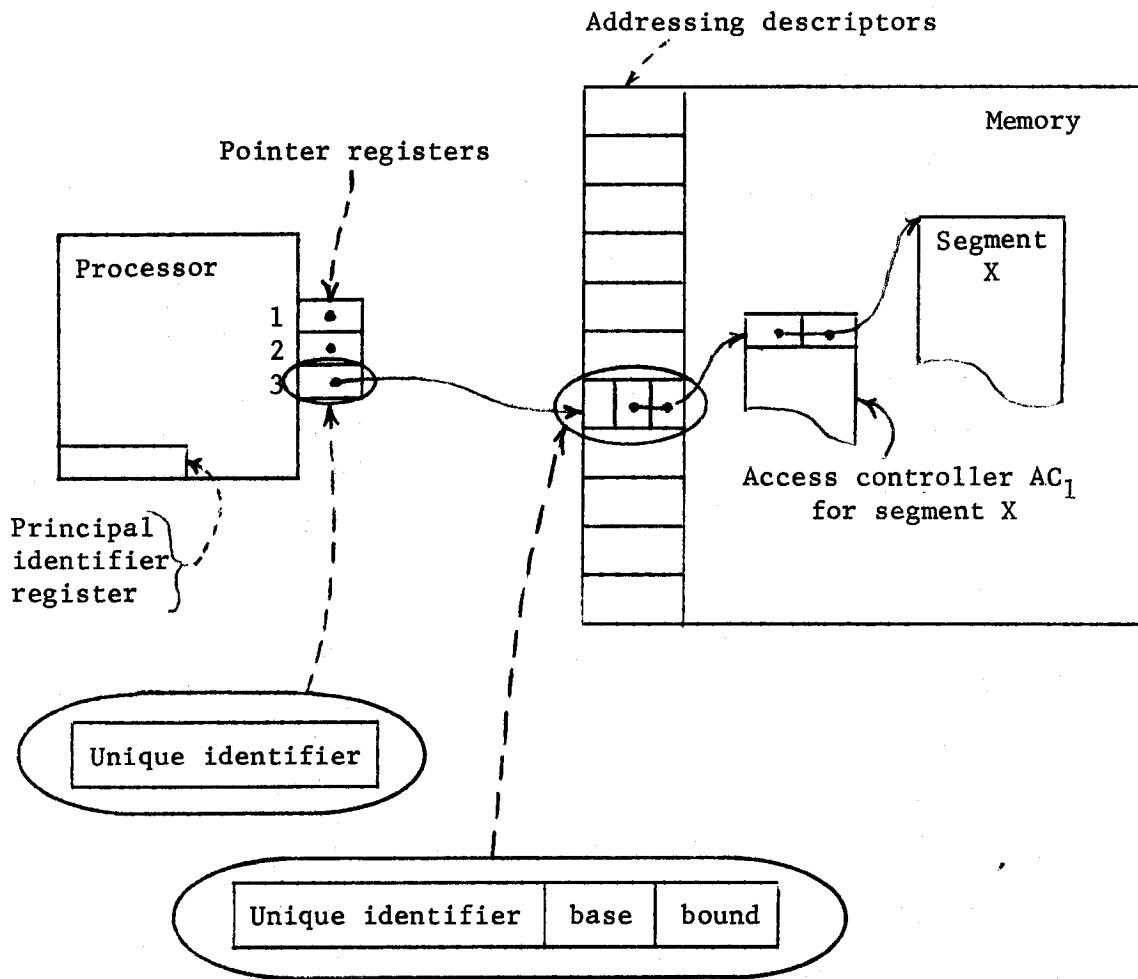 Addressing descriptors
Memory
Pointer registers
Segment
X
Processor
1
2
3
Access controller AC1
for segment X
Principal
identifier
register
Unique identifier
Unique identifier base bound